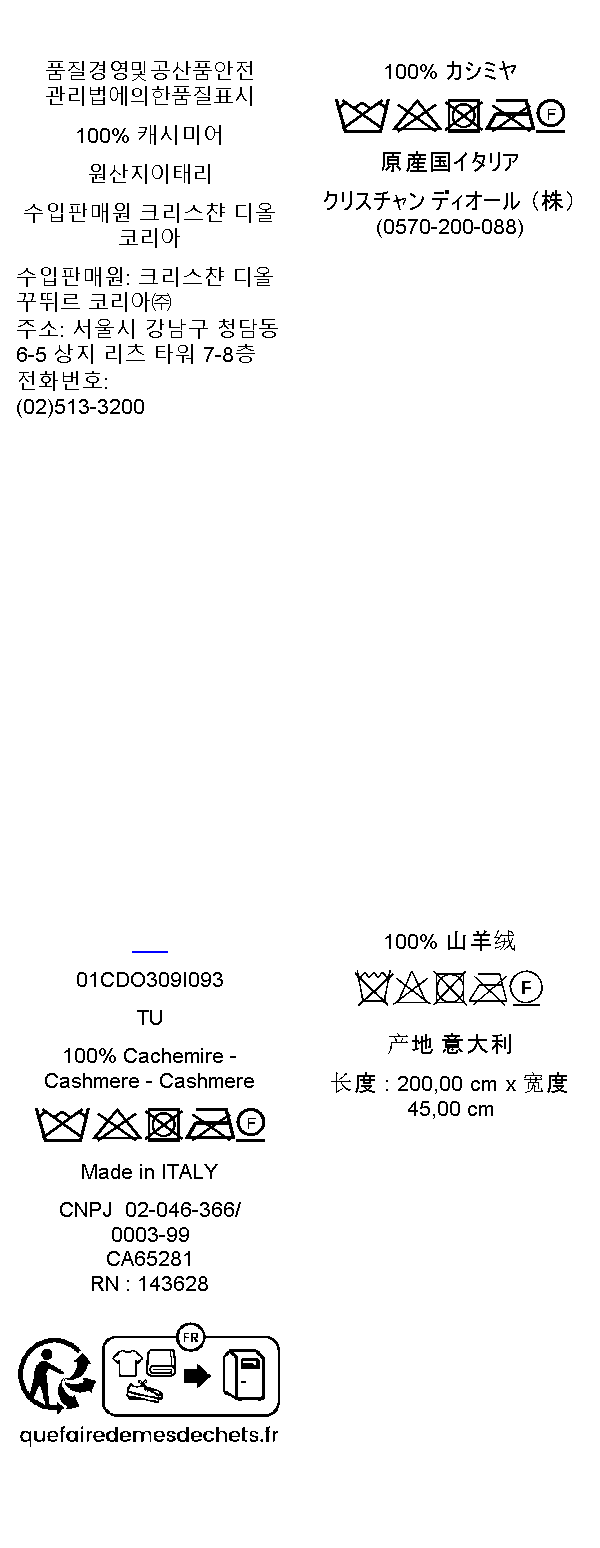 품질경영및공산품안전
관리법에의한품질표시
100% 캐시미어
원산지이태리
수입판매원 크리스챤 디올
코리아
수입판매원: 크리스챤 디올
꾸뛰르 코리아㈜
주소: 서울시 강남구 청담동
6-5 상지 리츠 타워 7-8층
전화번호:
(02)513-3200
100% カシミヤ
F
原産国イタリア
クリスチャン ディオール（株）
(0570-200-088)
01CDO309I093
TU
100% Cachemire -
Cashmere - Cashmere
F
Made in ITALY
CNPJ 02-046-366/
0003-99
CA65281
RN : 143628
FR
quefairedemesdechets.fr
100% 山羊绒
F
产地 意大利
长度 : 200,00 cm x 宽度
45,00 cm